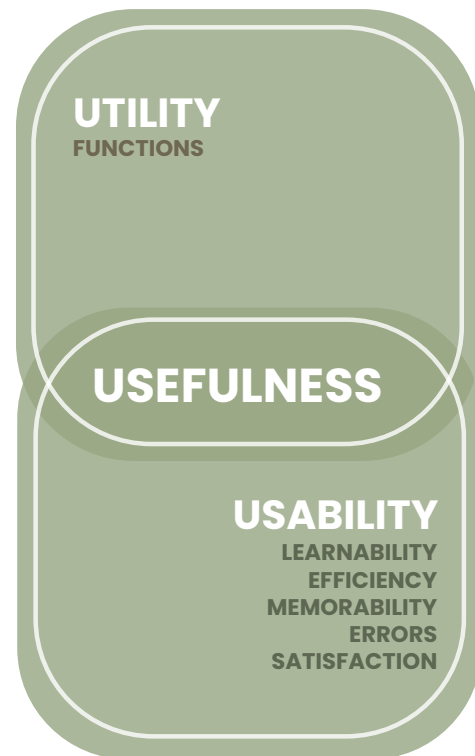 UTILITY
FUNCTIONS
USEFULNESS
USABILITY
LEARNABILITY
EFFICIENCY
MEMORABILITY
ERRORS
SATISFACTION